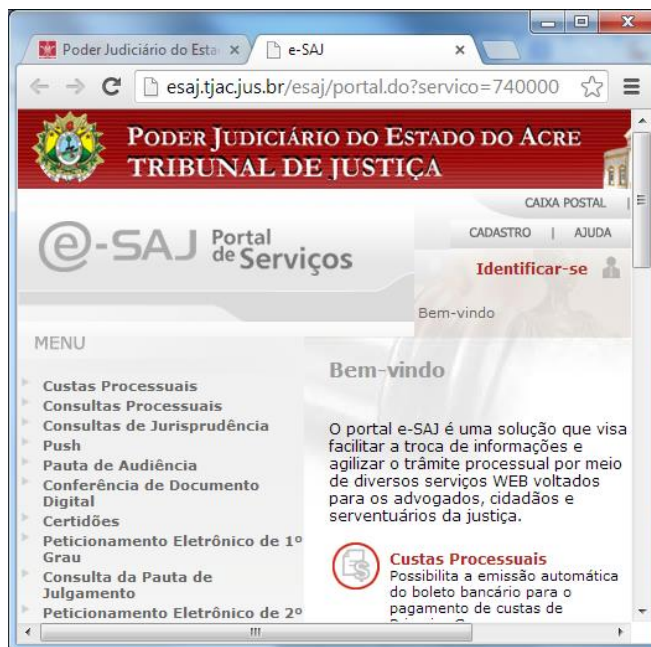 Poder Judiciário do Esta
e-SAJ
esaj.tjac.jus.br/esaj/portal.do?servico=740000
PODER JUDICIÁRIO DO ESTADO DO ACRE
TRIBUNAL DE JUSTIÇA
CAIXA POSTAL |
CADASTRO | AJUDA
e-SAJ Portal de Serviços
Identificar-se
Bem-vindo
MENU
Custas Processuais
Consultas Processuais
Consultas de Jurisprudência
Push
Pauta de Audiência
Conferência de Documento
Digital
Certidões
Peticionamento Eletrônico de 1º
Grau
Consulta da Pauta de
Julgamento
Peticionamento Eletrônico de 2º
Bem-vindo
O portal e-SAJ é uma solução que visa
facilitar a troca de informações e
agilizar o trâmite processual por meio
de diversos serviços WEB voltados
para os advogados, cidadãos e
serventuários da justiça.
Custas Processuais
Possibilita a emissão automática
do boleto bancário para o
pagamento de custas de